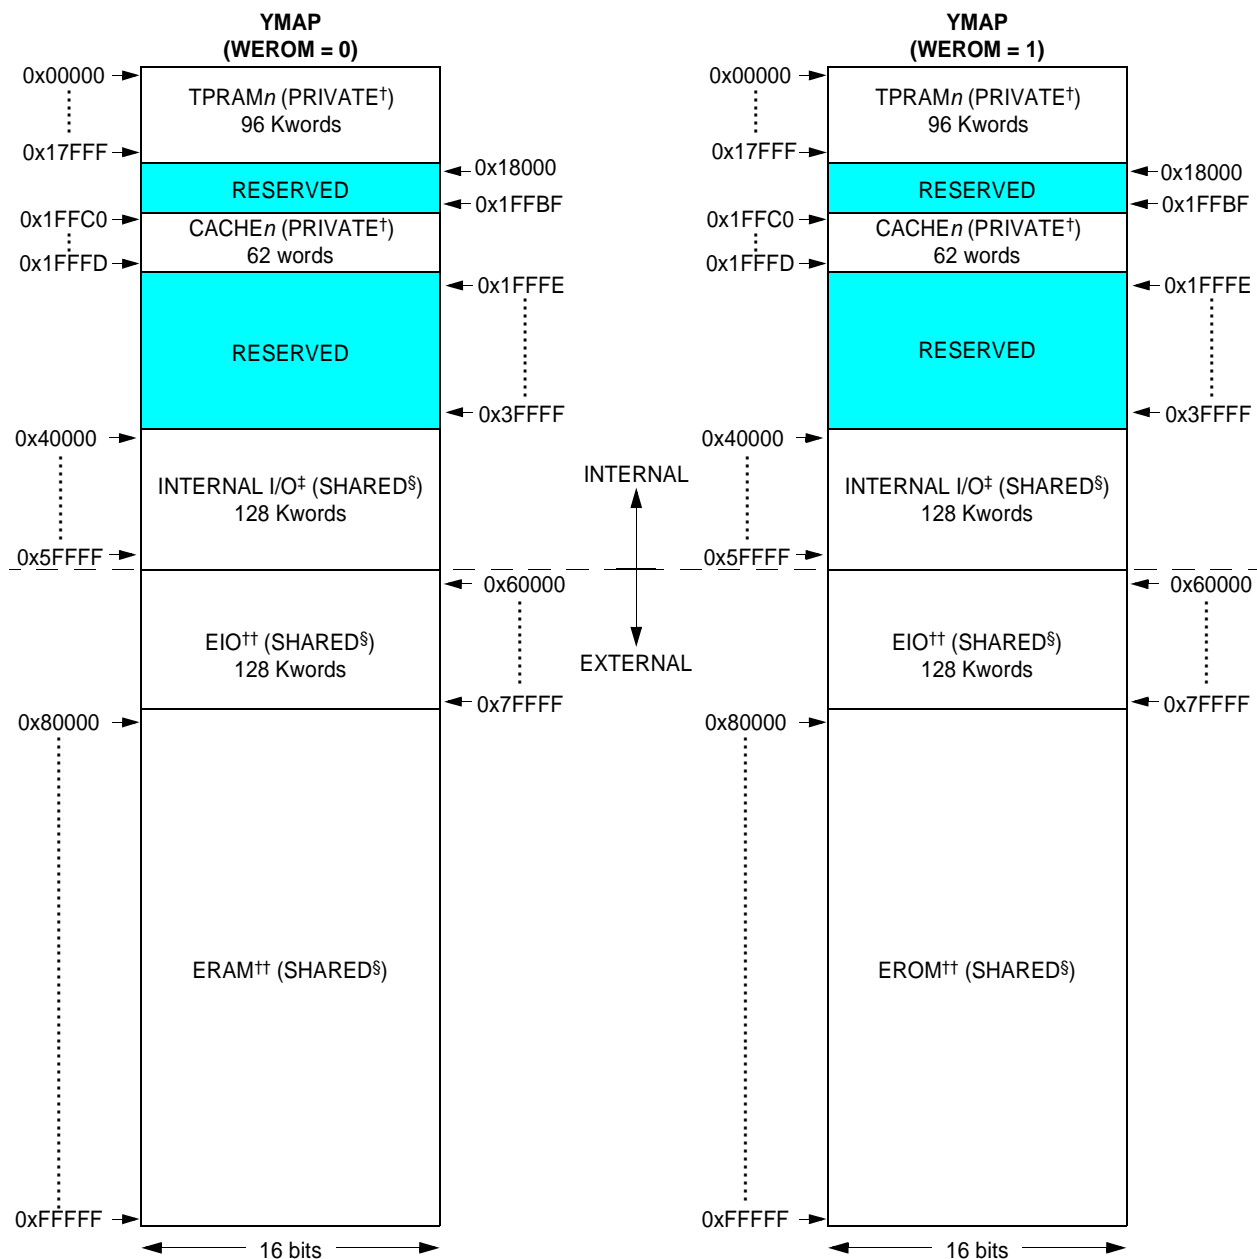 YMAP
(WEROM = 0)
0x00000
TPRAMn (PRIVATE†)
96 Kwords
0x17FFF
0x18000
RESERVED
0x1FFBF
0x1FFC0
CACHEn (PRIVATE†)
62 words
0x1FFFD
0x1FFFE
RESERVED
0x3FFFF
0x40000
INTERNAL I/O‡ (SHARED§)
128 Kwords
0x5FFFF
0x60000
EIO†† (SHARED§)
128 Kwords
0x7FFFF
0x80000
ERAM†† (SHARED§)
0xFFFFF
16 bits
INTERNAL
EXTERNAL
YMAP
(WEROM = 1)
0x00000
TPRAMn (PRIVATE†)
96 Kwords
0x17FFF
0x18000
RESERVED
0x1FFBF
0x1FFC0
CACHEn (PRIVATE†)
62 words
0x1FFFD
0x1FFFE
RESERVED
0x3FFFF
0x40000
INTERNAL I/O‡ (SHARED§)
128 Kwords
0x5FFFF
0x60000
EIO†† (SHARED§)
128 Kwords
0x7FFFF
0x80000
EROM†† (SHARED§)
0xFFFFF
16 bits